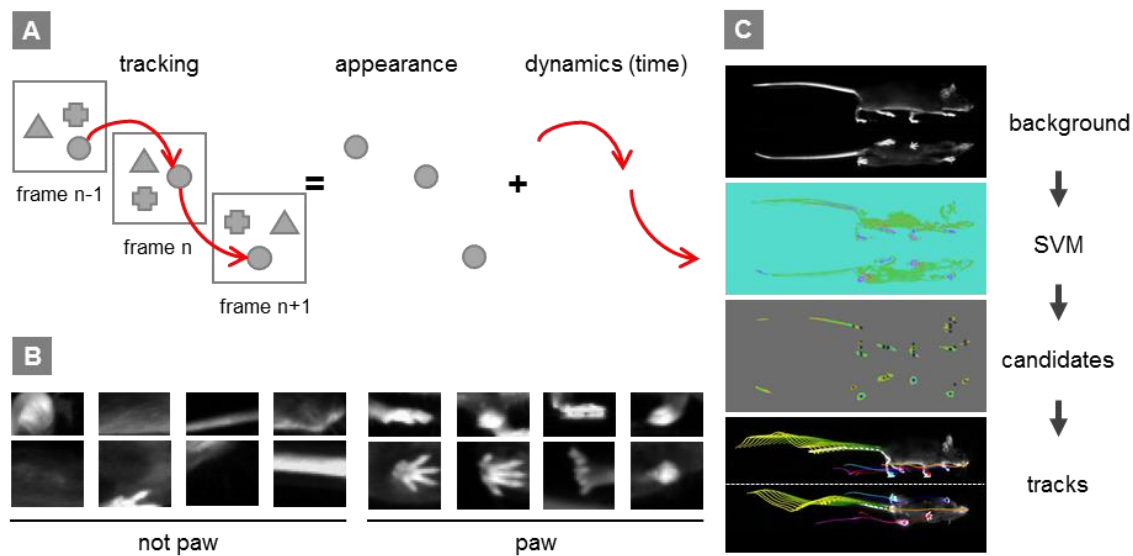 A
tracking
appearance
dynamics (time)
frame n-1
frame n
frame n+1
=
+
B
not paw
paw
C
background
SVM
candidates
tracks